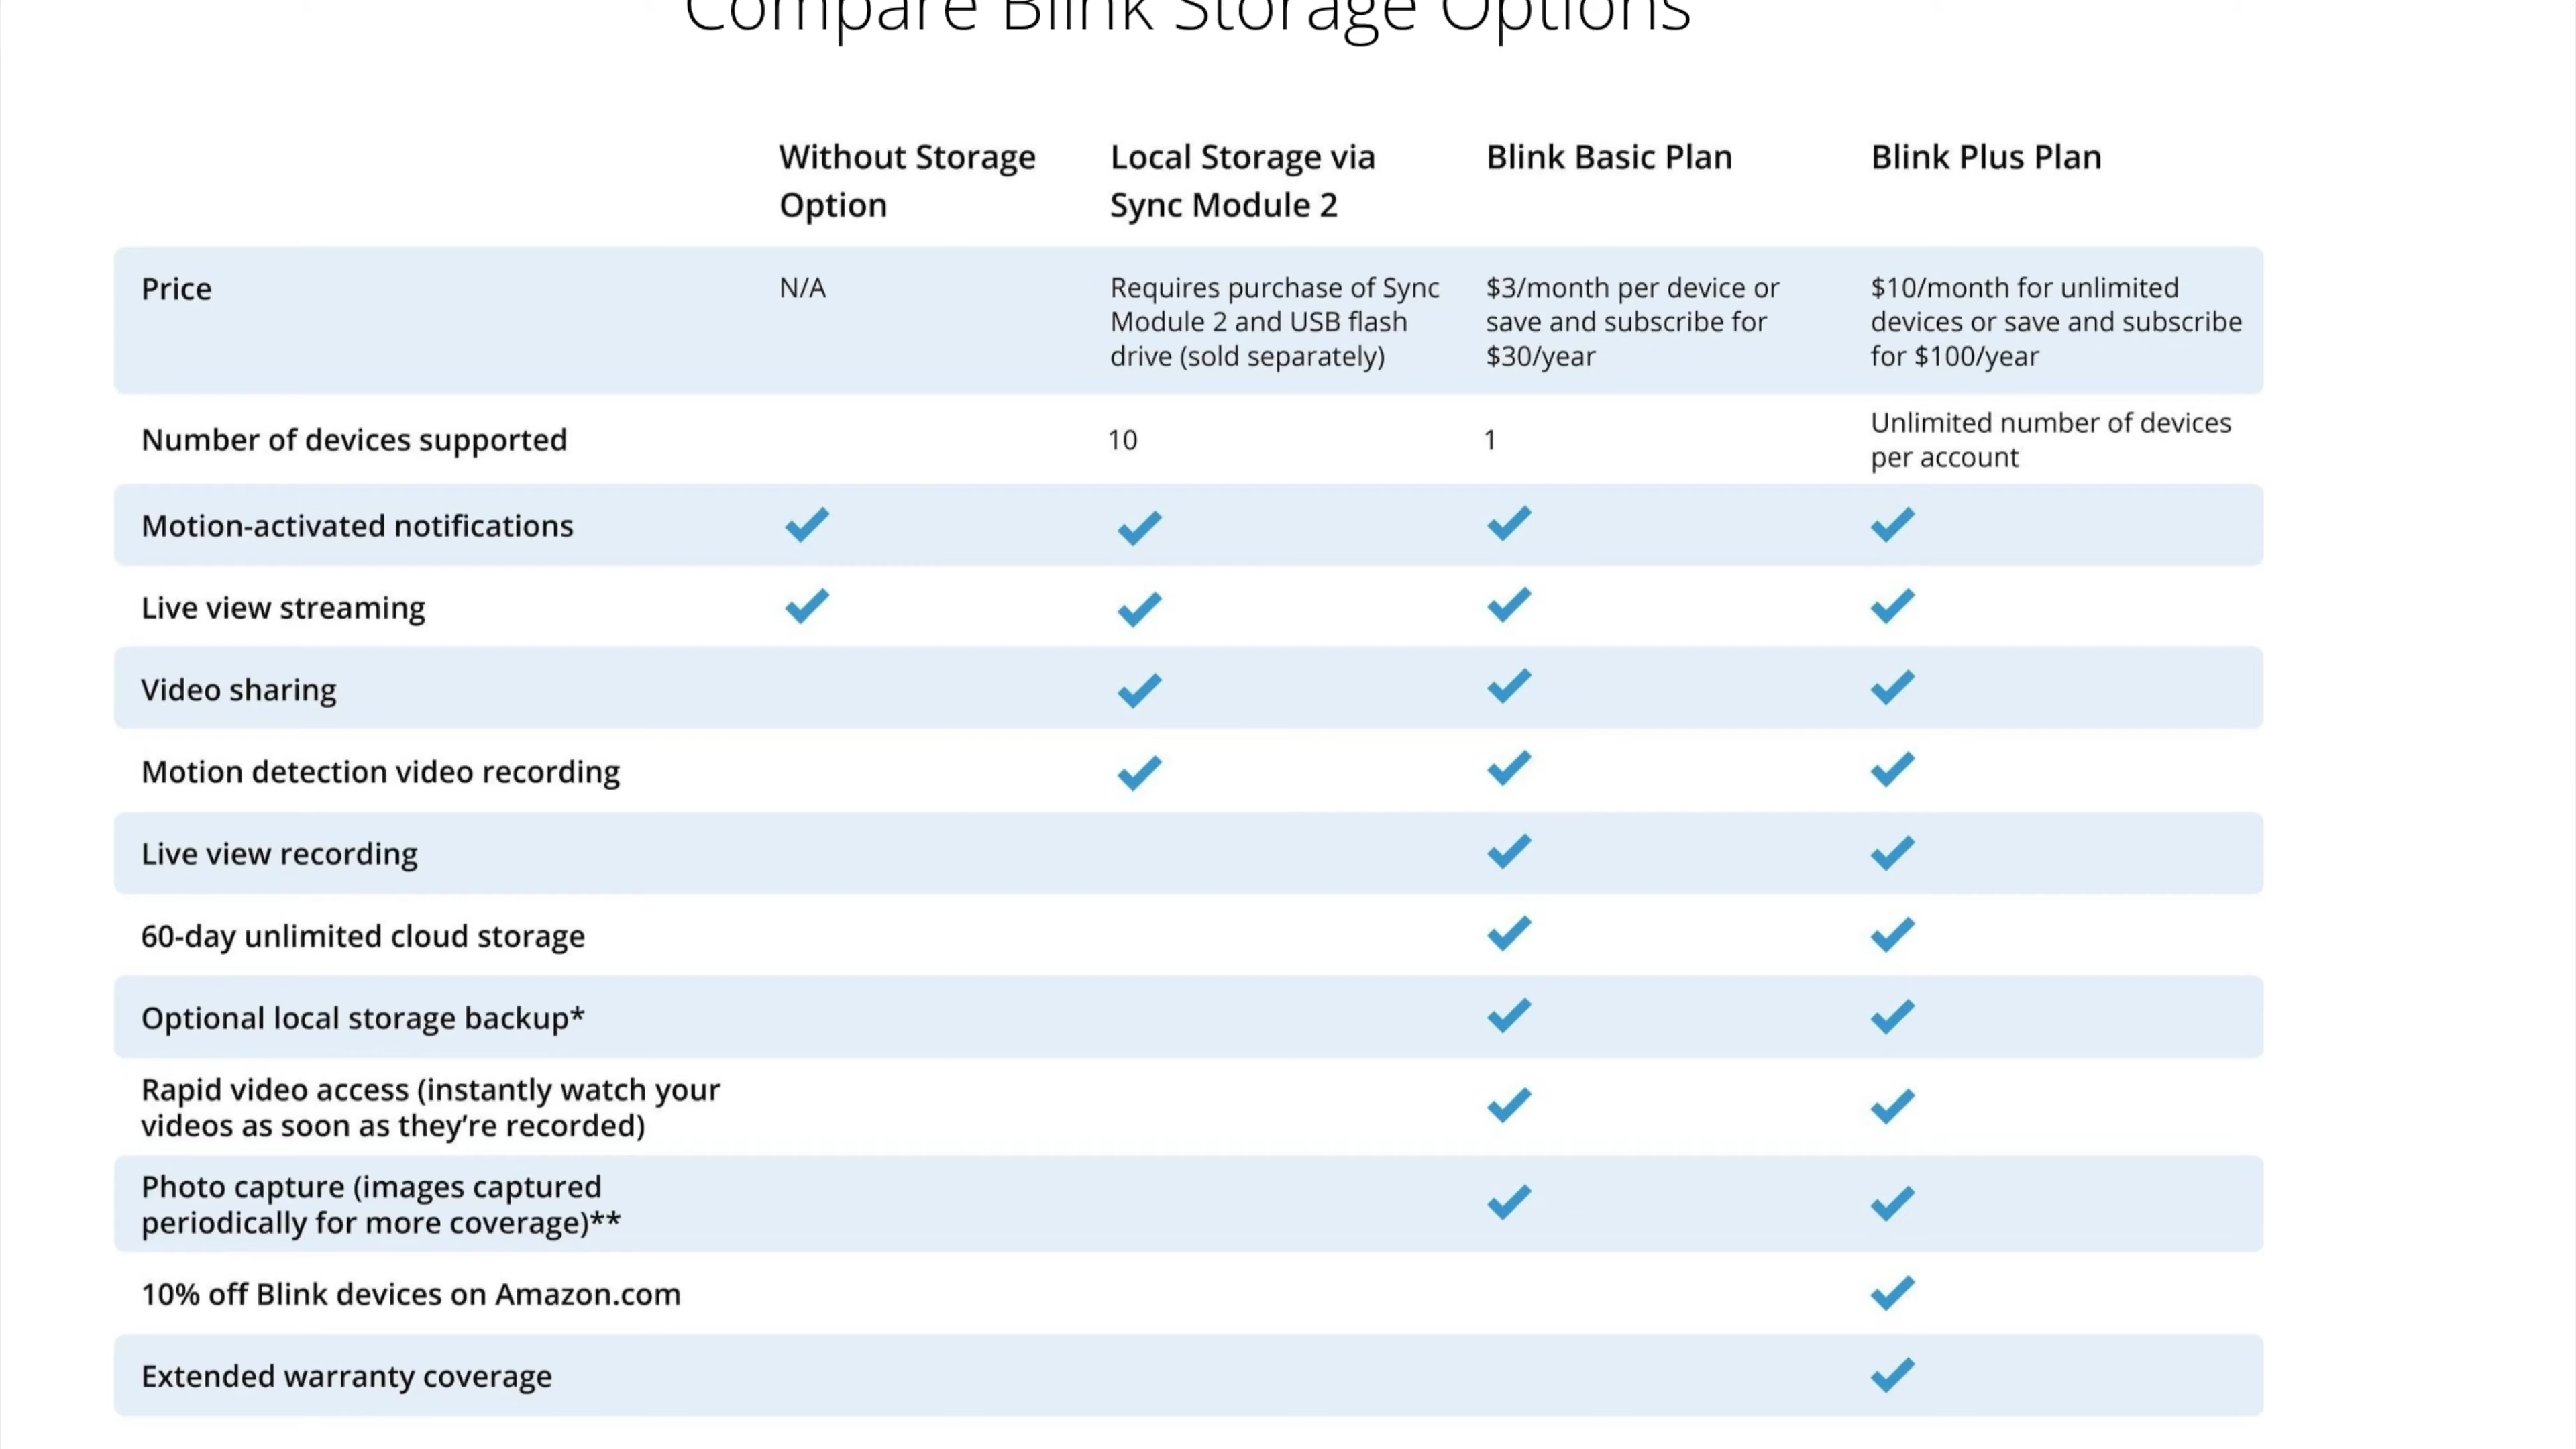 Compare Blink Storage Options
Without Storage
Option
Local Storage via
Sync Module 2
Blink Basic Plan
Blink Plus Plan
Price
N/A
Requires purchase of Sync
Module 2 and USB flash
drive (sold separately)
$3/month per device or
save and subscribe for
$30/year
$10/month for unlimited
devices or save and subscribe
for $100/year
Number of devices supported
10
1
Unlimited number of devices
per account
Motion-activated notifications
Live view streaming
Video sharing
Motion detection video recording
Live view recording
60-day unlimited cloud storage
Optional local storage backup*
Rapid video access (instantly watch your
videos as soon as they’re recorded)
Photo capture (images captured
periodically for more coverage)**
10% off Blink devices on Amazon.com
Extended warranty coverage